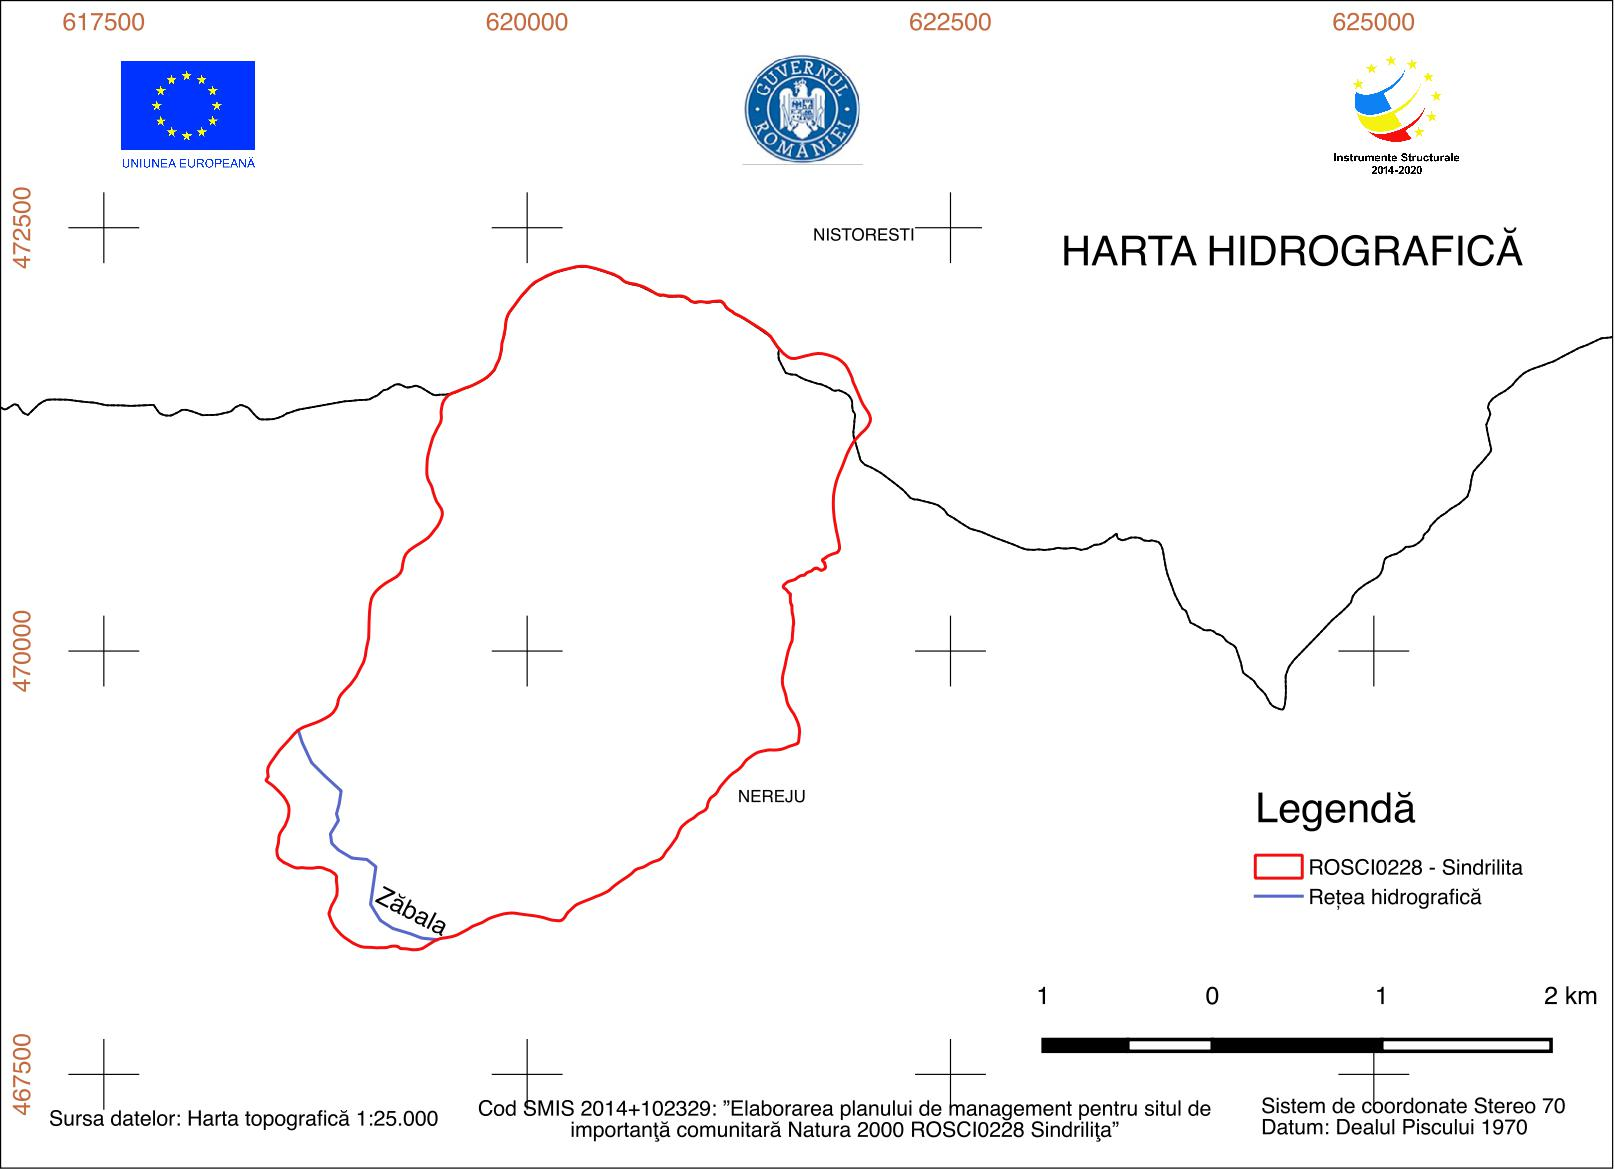 617500
620000
622500
625000
UNIUNEA EUROPEANĂ
GUVERNUL ROMÂNIEI
Instrumente Structurale
2014-2020
472500
NISTORESTI
HARTA HIDROGRAFICĂ
470000
NEREJU
Legendă
ROSCI0228 - Sindrilita
Rețea hidrografică
Zăbala
1 0 1 2 km
467500
Sursa datelor: Harta topografică 1:25.000
Cod SMIS 2014+102329: ”Elaborarea planului de management pentru situl de
importanţă comunitară Natura 2000 ROSCI0228 Sindriliţa”
Sistem de coordonate Stereo 70
Datum: Dealul Piscului 1970